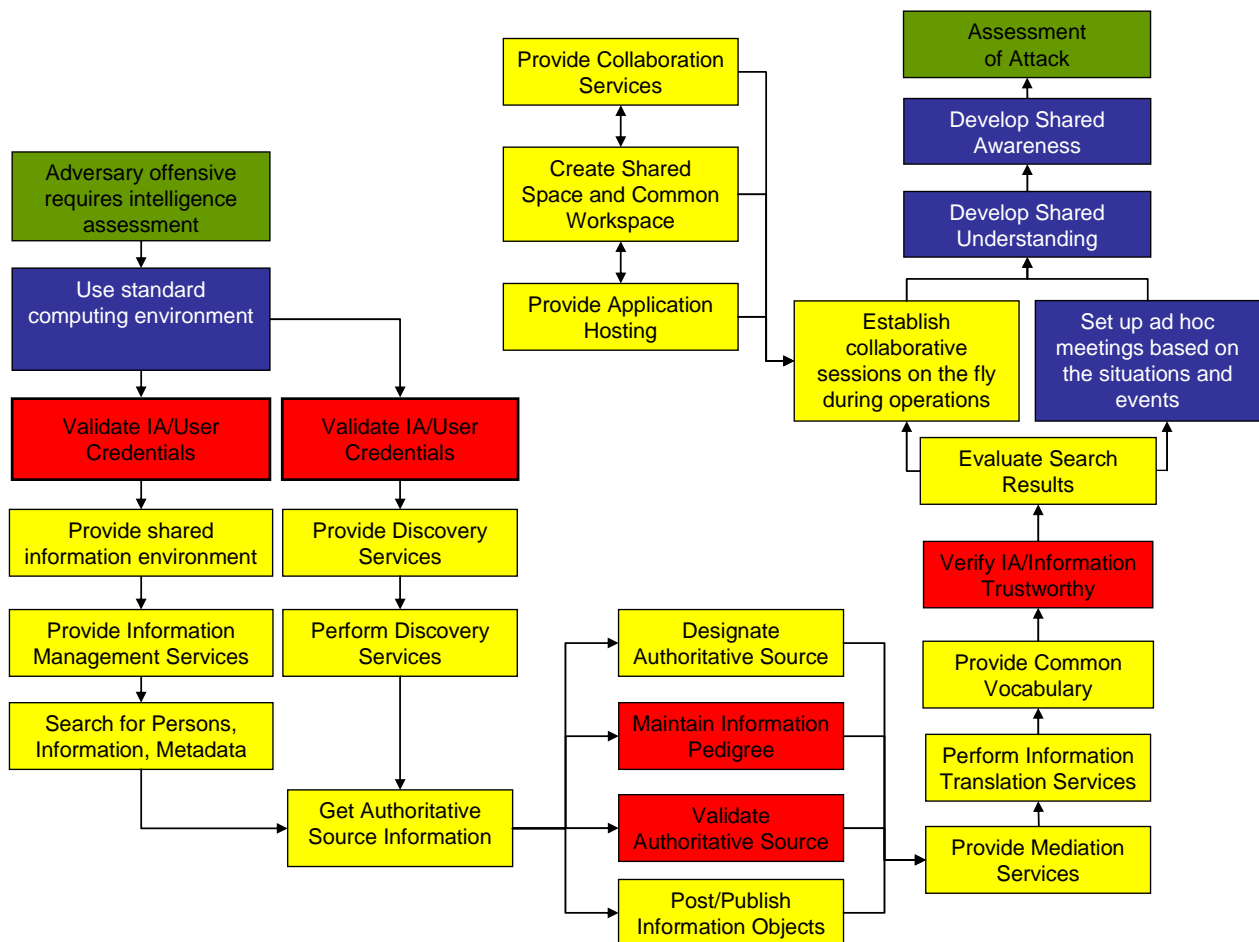 Adversary offensive
requires intelligence
assessment
Use standard
computing environment
Validate IA/User
Credentials
Provide shared
information environment
Provide Information
Management Services
Search for Persons,
Information, Metadata
Validate IA/User
Credentials
Provide Discovery
Services
Perform Discovery
Services
Get Authoritative
Source Information
Provide Collaboration
Services
Create Shared
Space and Common
Workspace
Provide Application
Hosting
Designate
Authoritative Source
Maintain Information
Pedigree
Validate
Authoritative Source
Post/Publish
Information Objects
Assessment
of Attack
Develop Shared
Awareness
Develop Shared
Understanding
Establish
collaborative
sessions on the fly
during operations
Set up ad hoc
meetings based on
the situations and
events
Evaluate Search
Results
Verify IA/Information
Trustworthy
Provide Common
Vocabulary
Perform Information
Translation Services
Provide Mediation
Services